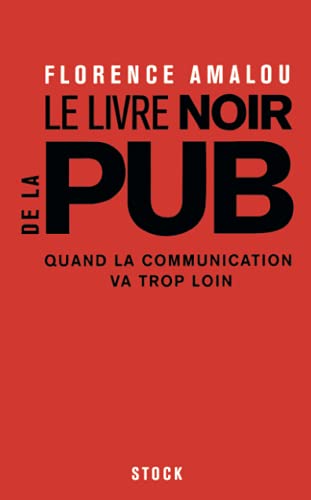 FLORENCE AMALOU
LE LIVRE NOIR
DE LA
PUB
QUAND LA COMMUNICATION
VA TROP LOIN
STOCK